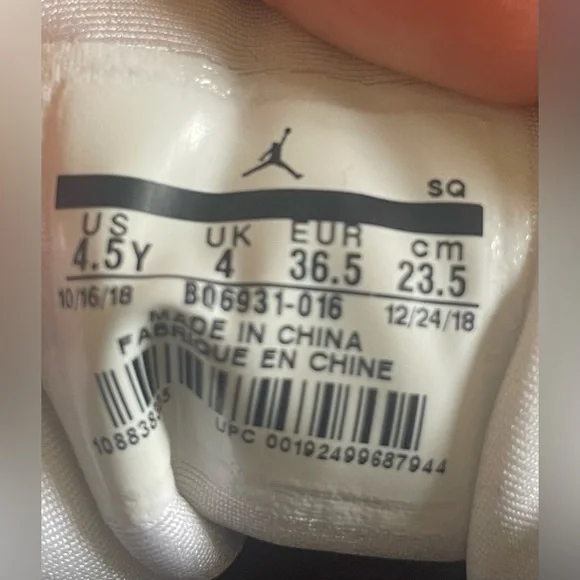 SQ
US UK EUR cm
4.5Y 4 36.5 23.5
10/16/18 BO6931-016 12/24/18
MADE IN CHINA
FABRIQUE EN CHINE
UPC 00192499687944